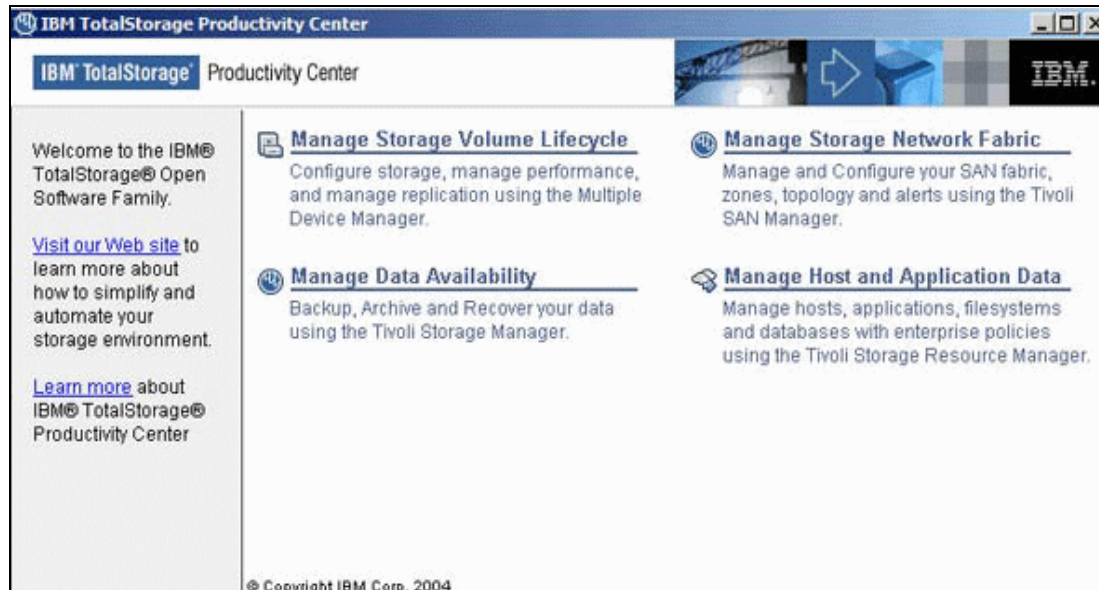 IBM TotalStorage Productivity Center
IBM® TotalStorage® Productivity Center
IBM.
Welcome to the IBM®
TotalStorage® Open
Software Family.
Visit our Web site to
learn more about
how to simplify and
automate your
storage environment.
Learn more about
IBM® TotalStorage®
Productivity Center
Manage Storage Volume Lifecycle
Configure storage, manage performance,
and manage replication using the Multiple
Device Manager.
Manage Storage Network Fabric
Manage and Configure your SAN fabric,
zones, topology and alerts using the Tivoli
SAN Manager.
Manage Data Availability
Backup, Archive and Recover your data
using the Tivoli Storage Manager.
Manage Host and Application Data
Manage hosts, applications, filesystems
and databases with enterprise policies
using the Tivoli Storage Resource Manager.
© Copyright IBM Corp. 2004